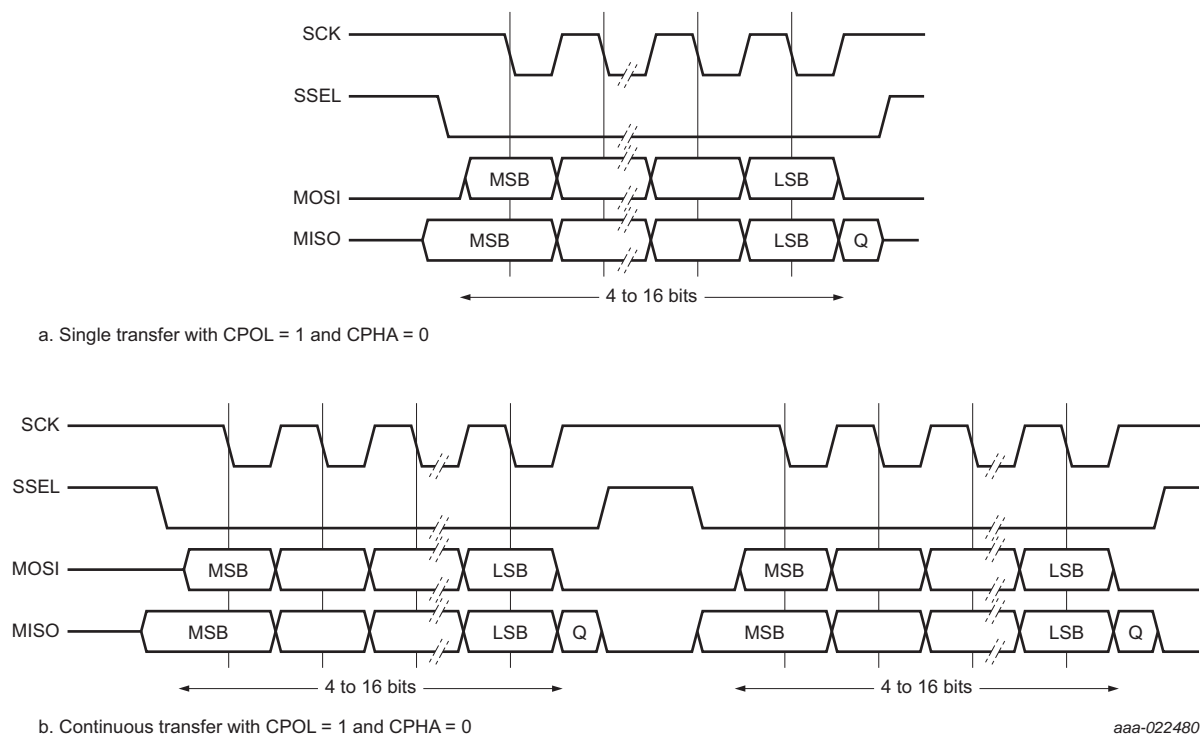 SCK
SSEL
MOSI
MSB
LSB
MISO
MSB
LSB
Q
4 to 16 bits
a. Single transfer with CPOL = 1 and CPHA = 0
SCK
SSEL
MOSI
MSB
LSB
MSB
LSB
MISO
MSB
LSB
Q
MSB
LSB
Q
4 to 16 bits
4 to 16 bits
b. Continuous transfer with CPOL = 1 and CPHA = 0
aaa-022480